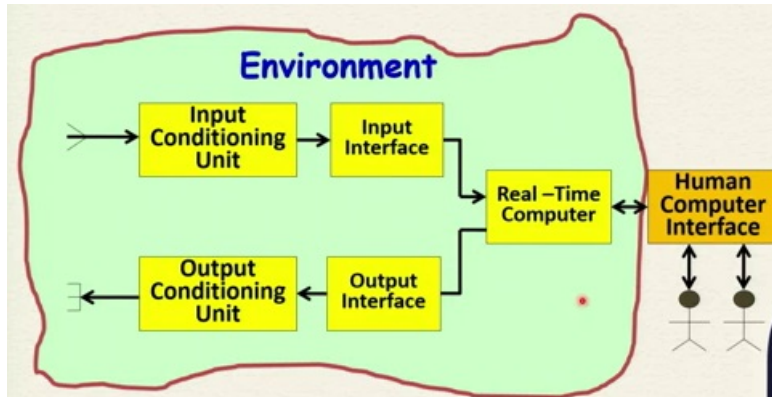 Environment
Input
Conditioning
Unit
Input
Interface
Real –Time
Computer
Human
Computer
Interface
Output
Conditioning
Unit
Output
Interface